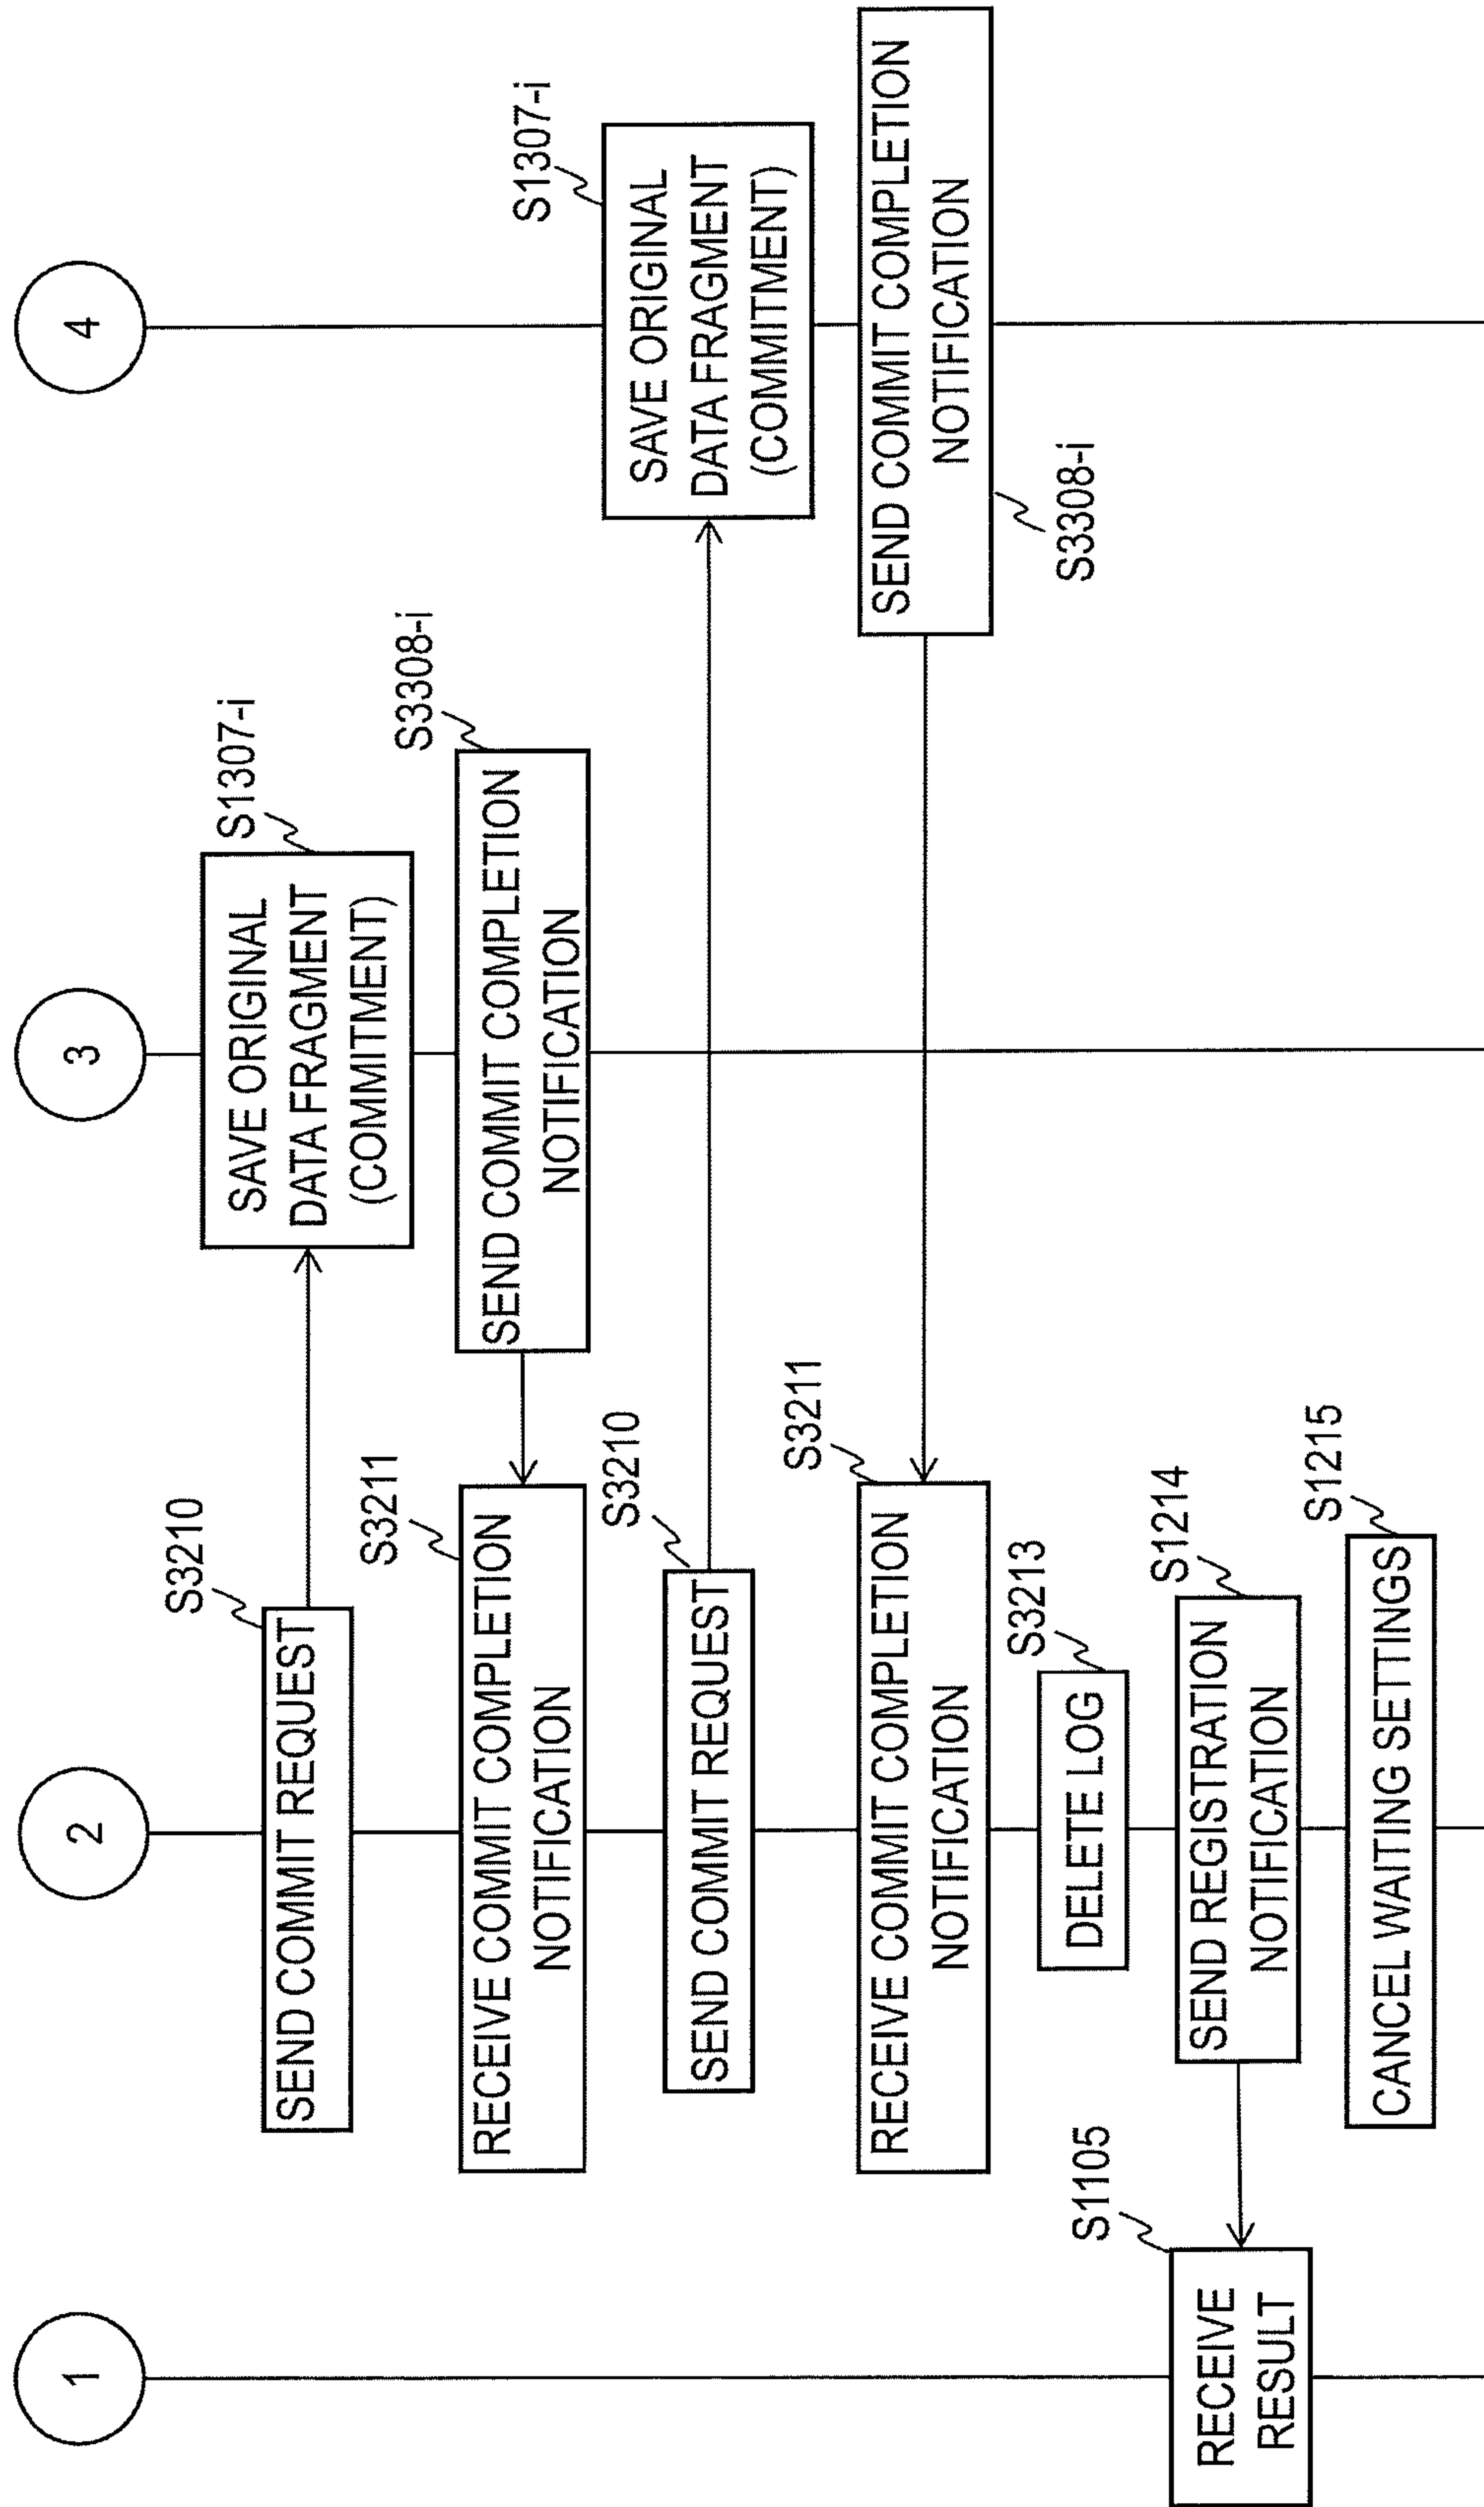 1
2
3
4
S3210
SEND COMMIT REQUEST
S1307-i
SAVE ORIGINAL
DATA FRAGMENT
(COMMITMENT)
S3308-i
SEND COMMIT COMPLETION
NOTIFICATION
S3211
RECEIVE COMMIT COMPLETION
NOTIFICATION
S3210
SEND COMMIT REQUEST
S1307-i
SAVE ORIGINAL
DATA FRAGMENT
(COMMITMENT)
SEND COMMIT COMPLETION
NOTIFICATION
S3308-i
S3211
RECEIVE COMMIT COMPLETION
NOTIFICATION
S3213
DELETE LOG
S1214
SEND REGISTRATION
NOTIFICATION
S1105
RECEIVE
RESULT
S1215
CANCEL WAITING SETTINGS